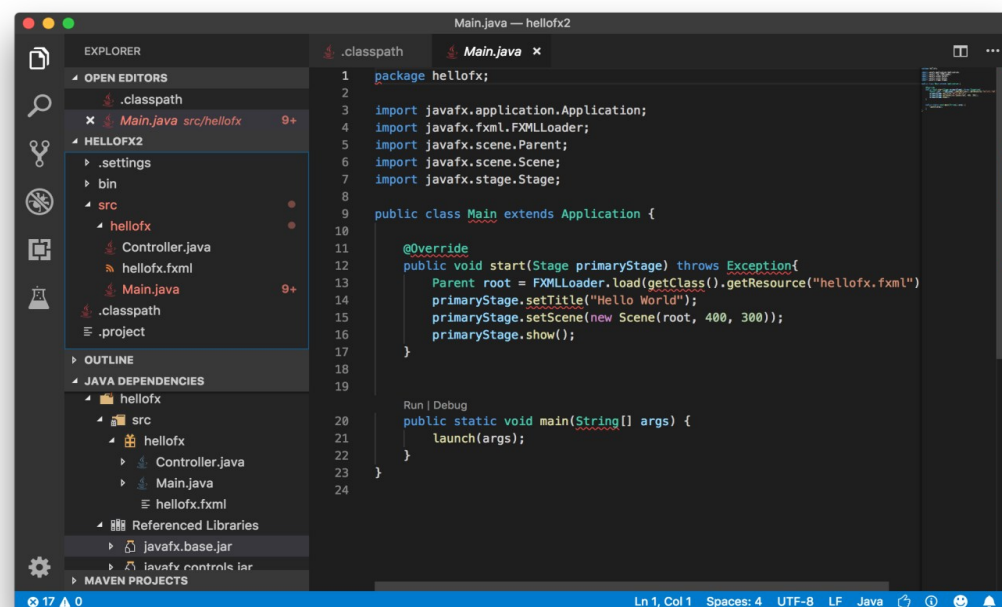 Main.java — hellofx2
EXPLORER
OPEN EDITORS
.classpath
Main.java src/hellofx 9+
HELLOFX2
.settings
bin
src
hellofx
Controller.java
hellofx.fxml
Main.java 9+
.classpath
.project
OUTLINE
JAVA DEPENDENCIES
hellofx
src
hellofx
Controller.java
Main.java
hellofx.fxml
Referenced Libraries
javafx.base.jar
javafx.controls.jar
MAVEN PROJECTS
.classpath
Main.java
1 package hellofx;
2
3 import javafx.application.Application;
4 import javafx.fxml.FXMLLoader;
5 import javafx.scene.Parent;
6 import javafx.scene.Scene;
7 import javafx.stage.Stage;
8
9 public class Main extends Application {
10
11 @Override
12 public void start(Stage primaryStage) throws Exception{
13 Parent root = FXMLLoader.load(getClass().getResource("hellofx.fxml")
14 primaryStage.setTitle("Hello World");
15 primaryStage.setScene(new Scene(root, 400, 300));
16 primaryStage.show();
17 }
18
19
Run | Debug
20 public static void main(String[] args) {
21 launch(args);
22 }
23 }
24
17 0
Ln 1, Col 1 Spaces: 4 UTF-8 LF Java